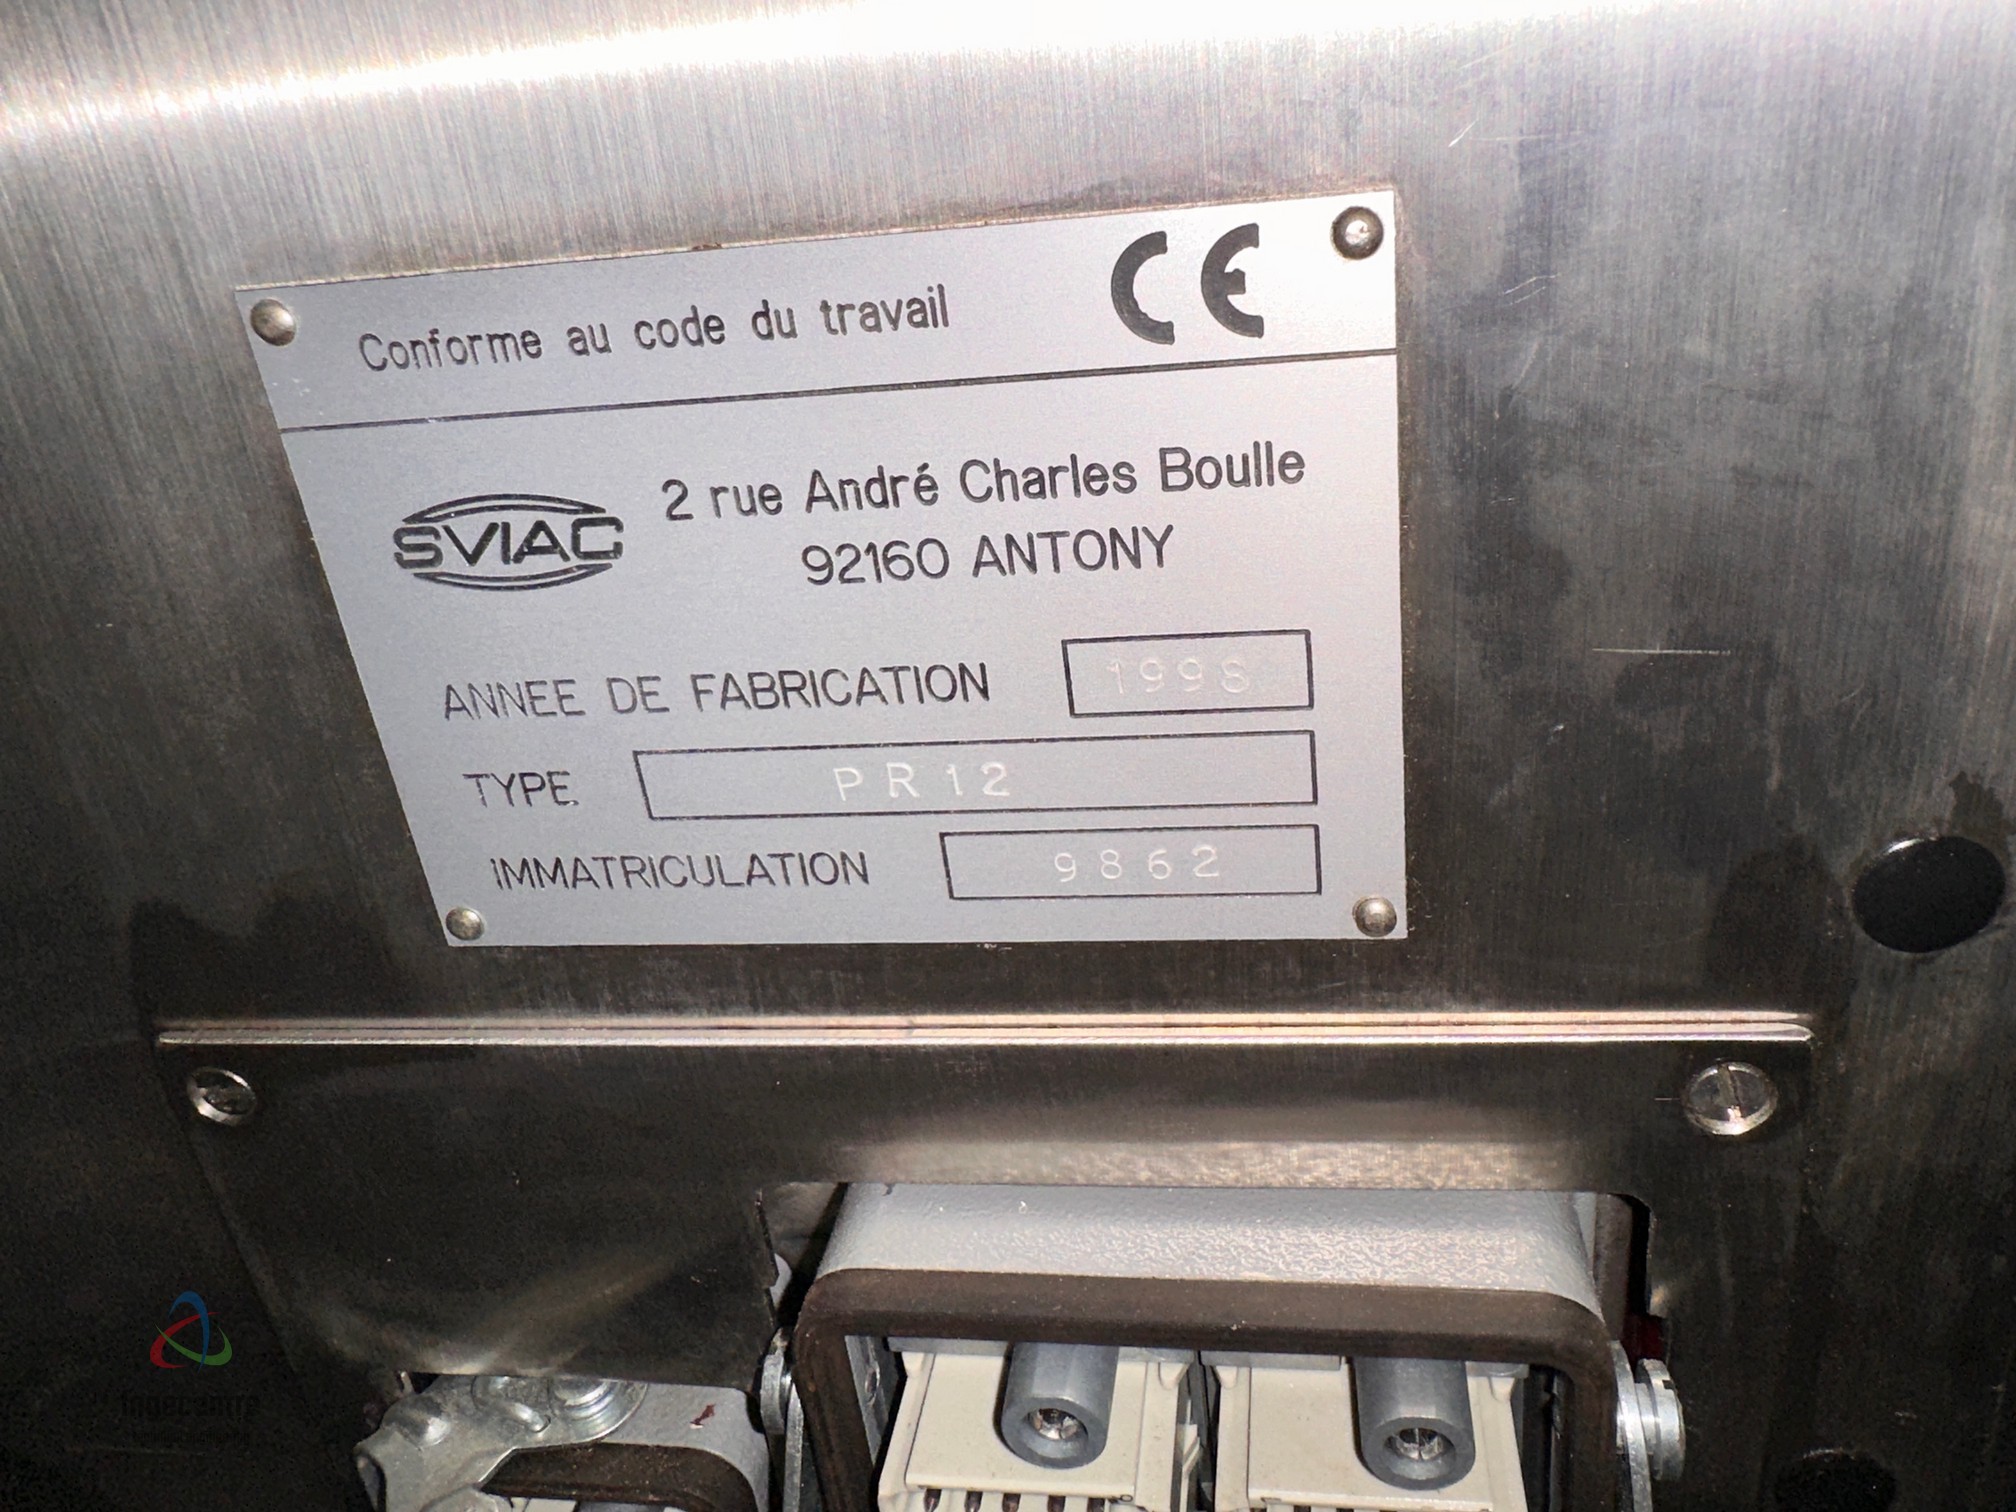 Conforme au code du travail CE
SVIAC
2 rue André Charles Boulle
92160 ANTONY
ANNEE DE FABRICATION 1998
TYPE PR12
IMMATRICULATION 9862
ingecentre